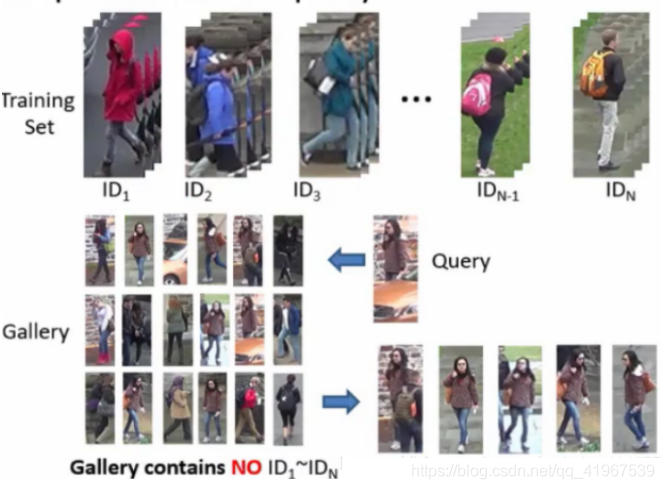 Training
Set
...
ID1
ID2
ID3
IDN-1
IDN
Query
Gallery
Gallery contains NO ID1~IDN
https://blog.csdn.net/qq_41967539